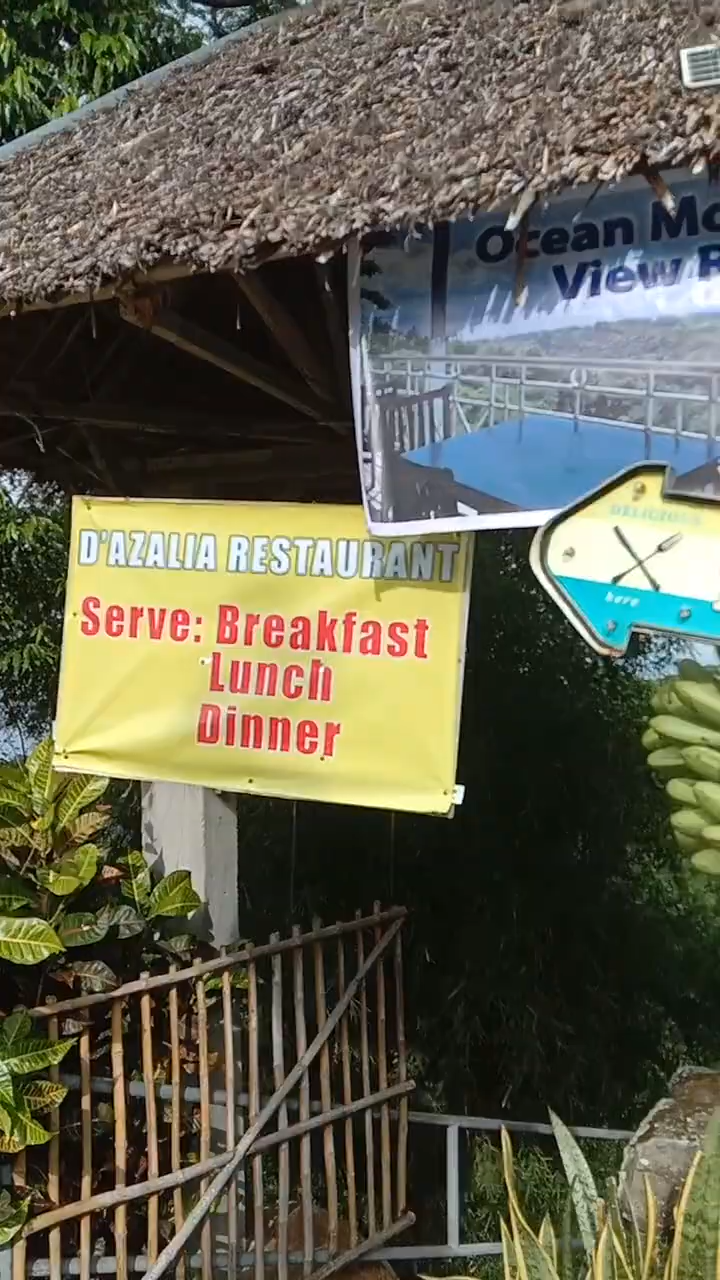 Ocean Mo
View R
D'AZALIA RESTAURANT
Serve: Breakfast
Lunch
Dinner
DELICIOUS
here